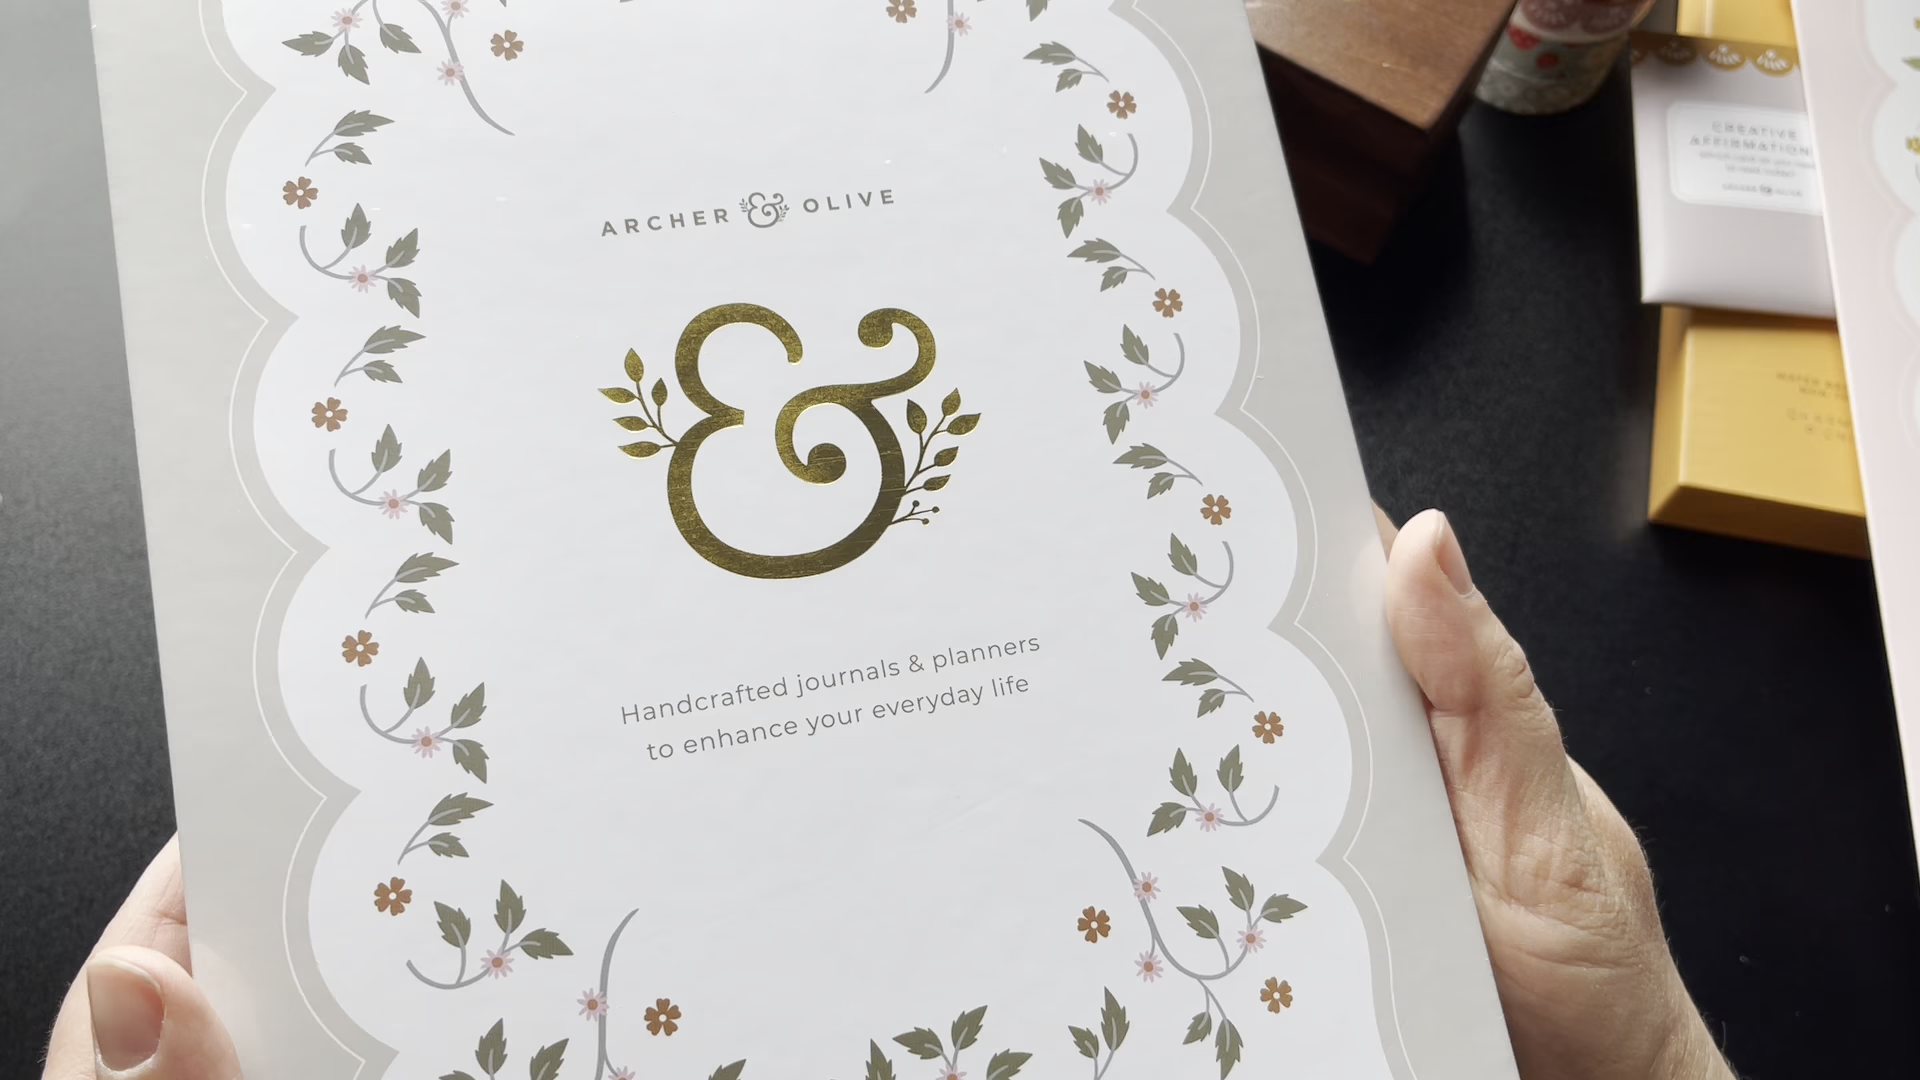 ARCHER & OLIVE
&
Handcrafted journals & planners
to enhance your everyday life
CREATIVE
AFFIRMATION